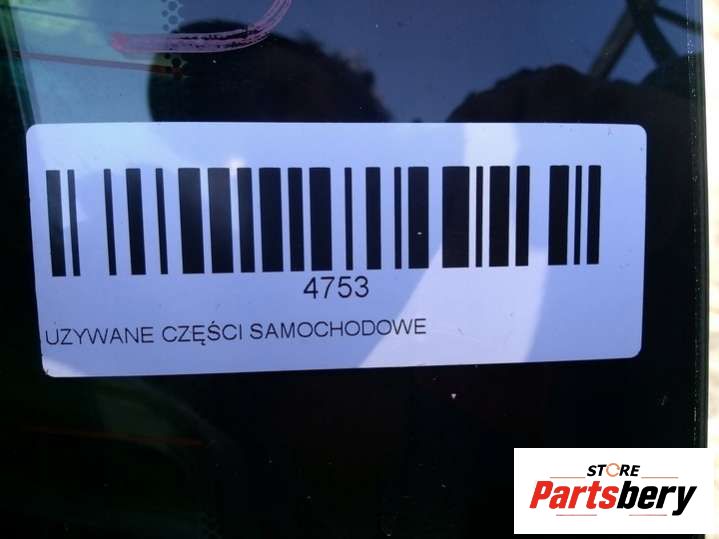 4753
UZYWANE CZĘŚCI SAMOCHODOWE
STORE
Partsbery